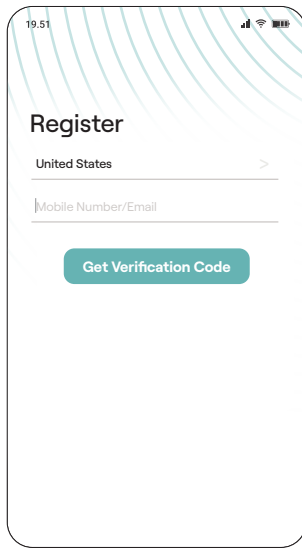 19.51
Register
United States >
Mobile Number/Email
Get Verification Code